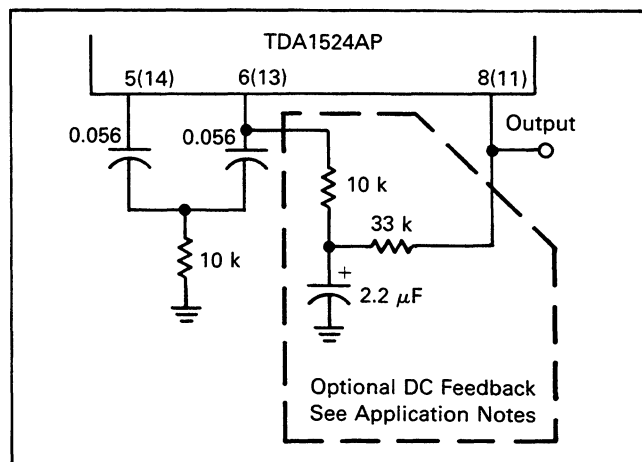 TDA1524AP
5(14) 6(13) 8(11)
0.056 0.056 Output
10 k
33 k
10 k
+
2.2 μF
Optional DC Feedback
See Application Notes